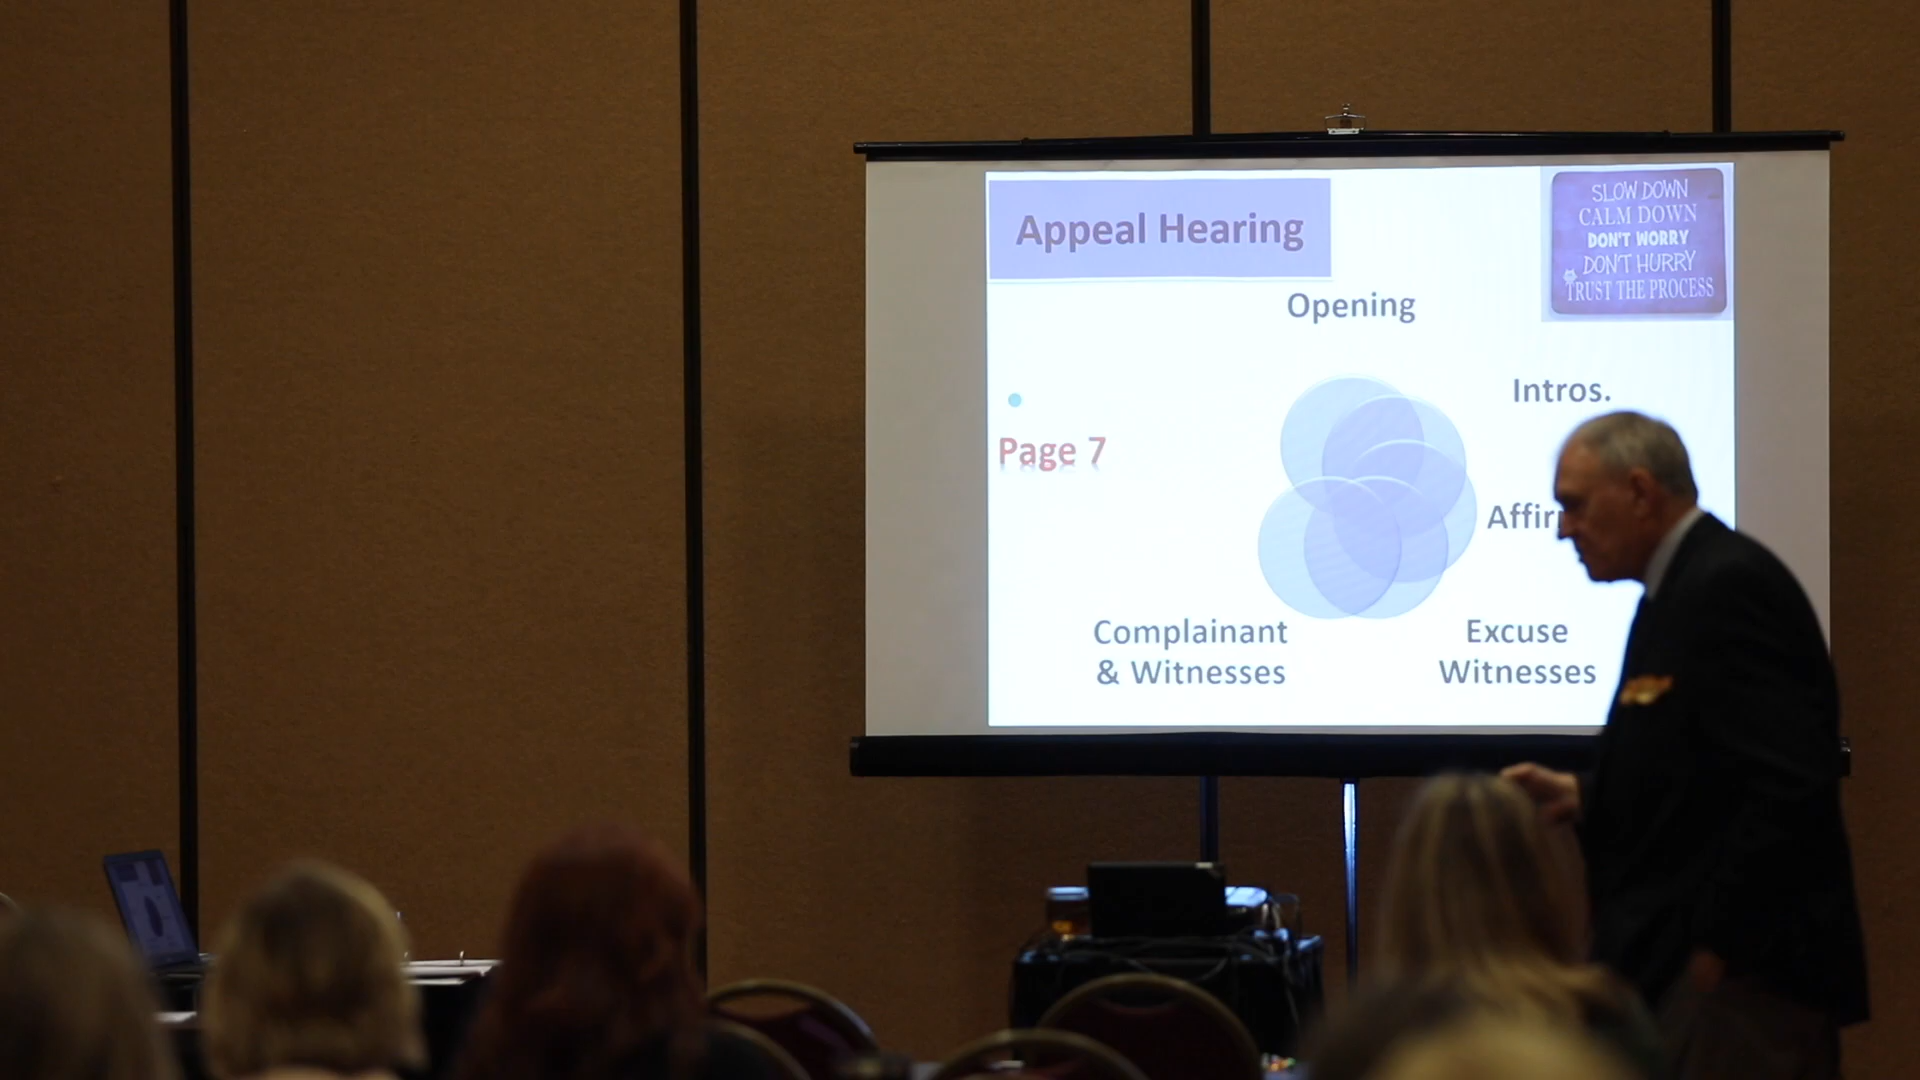 Appeal Hearing
SLOW DOWN
CALM DOWN
DON'T WORRY
DON'T HURRY
TRUST THE PROCESS
Opening
Intros.
Page 7
Complainant
& Witnesses
Excuse
Witnesses